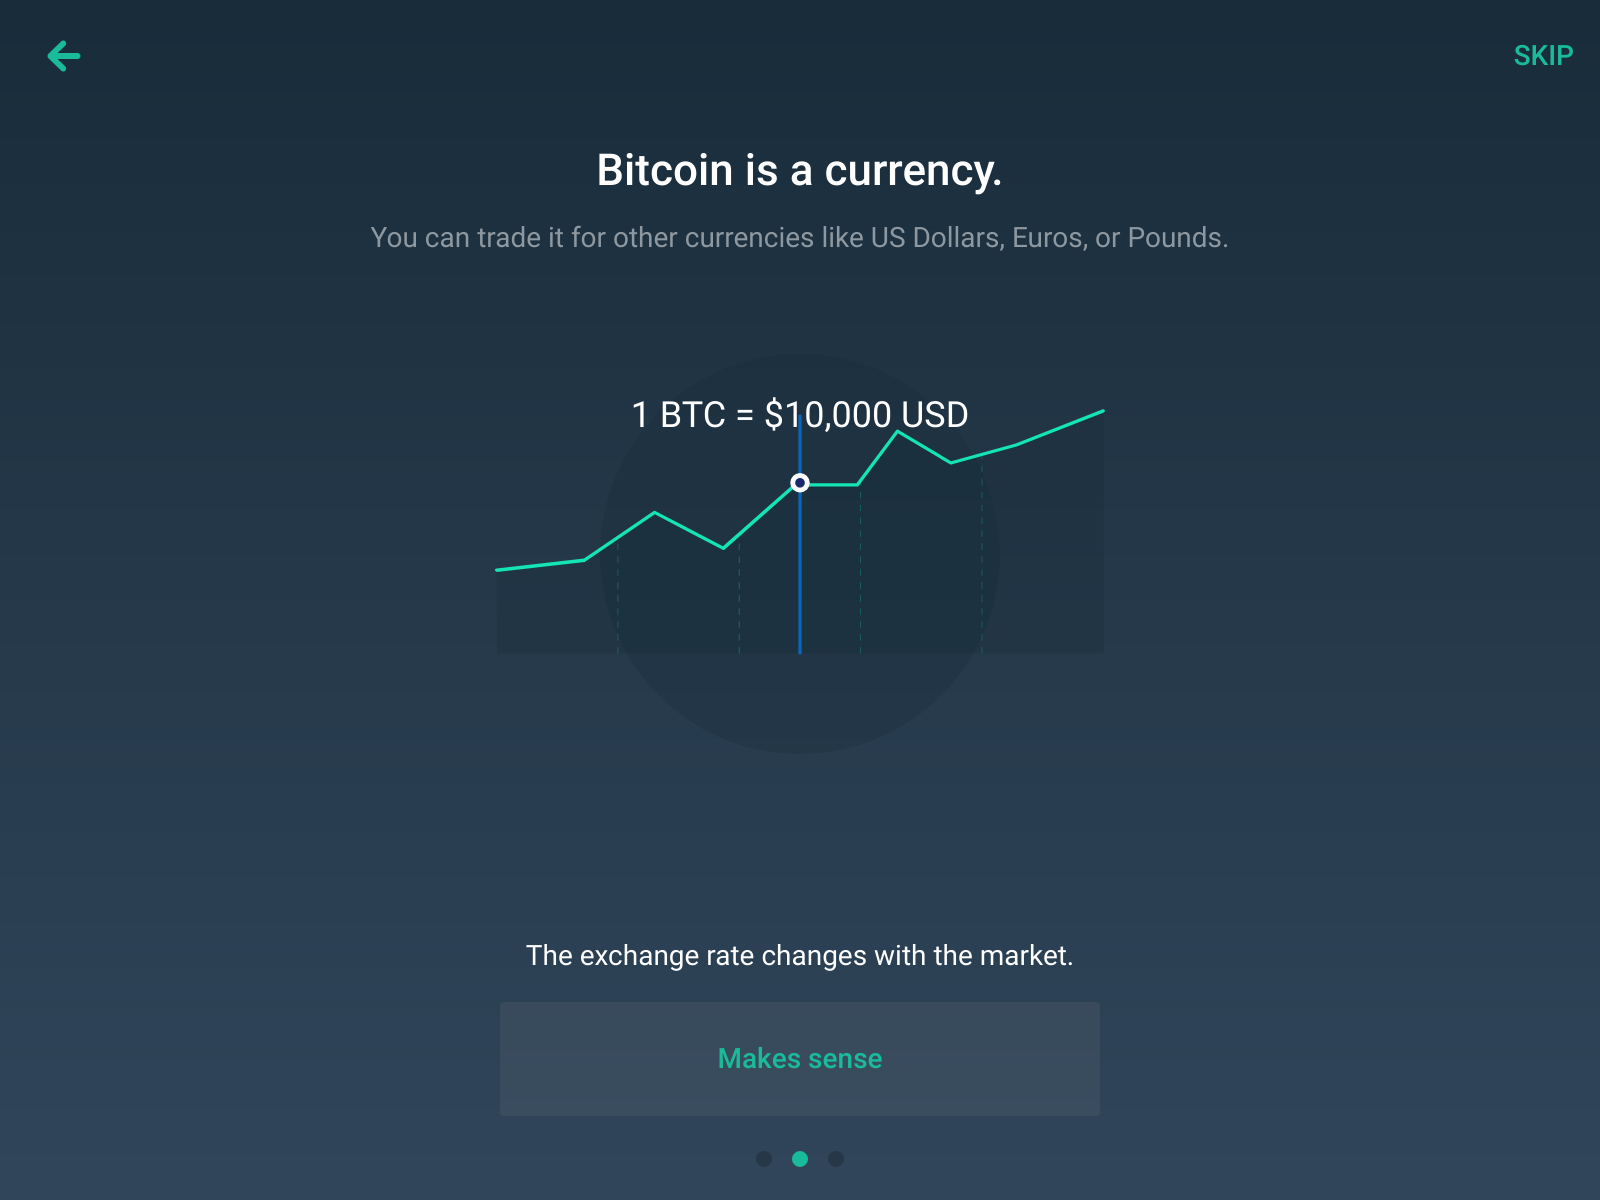 SKIP
Bitcoin is a currency.
You can trade it for other currencies like US Dollars, Euros, or Pounds.
1 BTC = $10,000 USD
The exchange rate changes with the market.
Makes sense